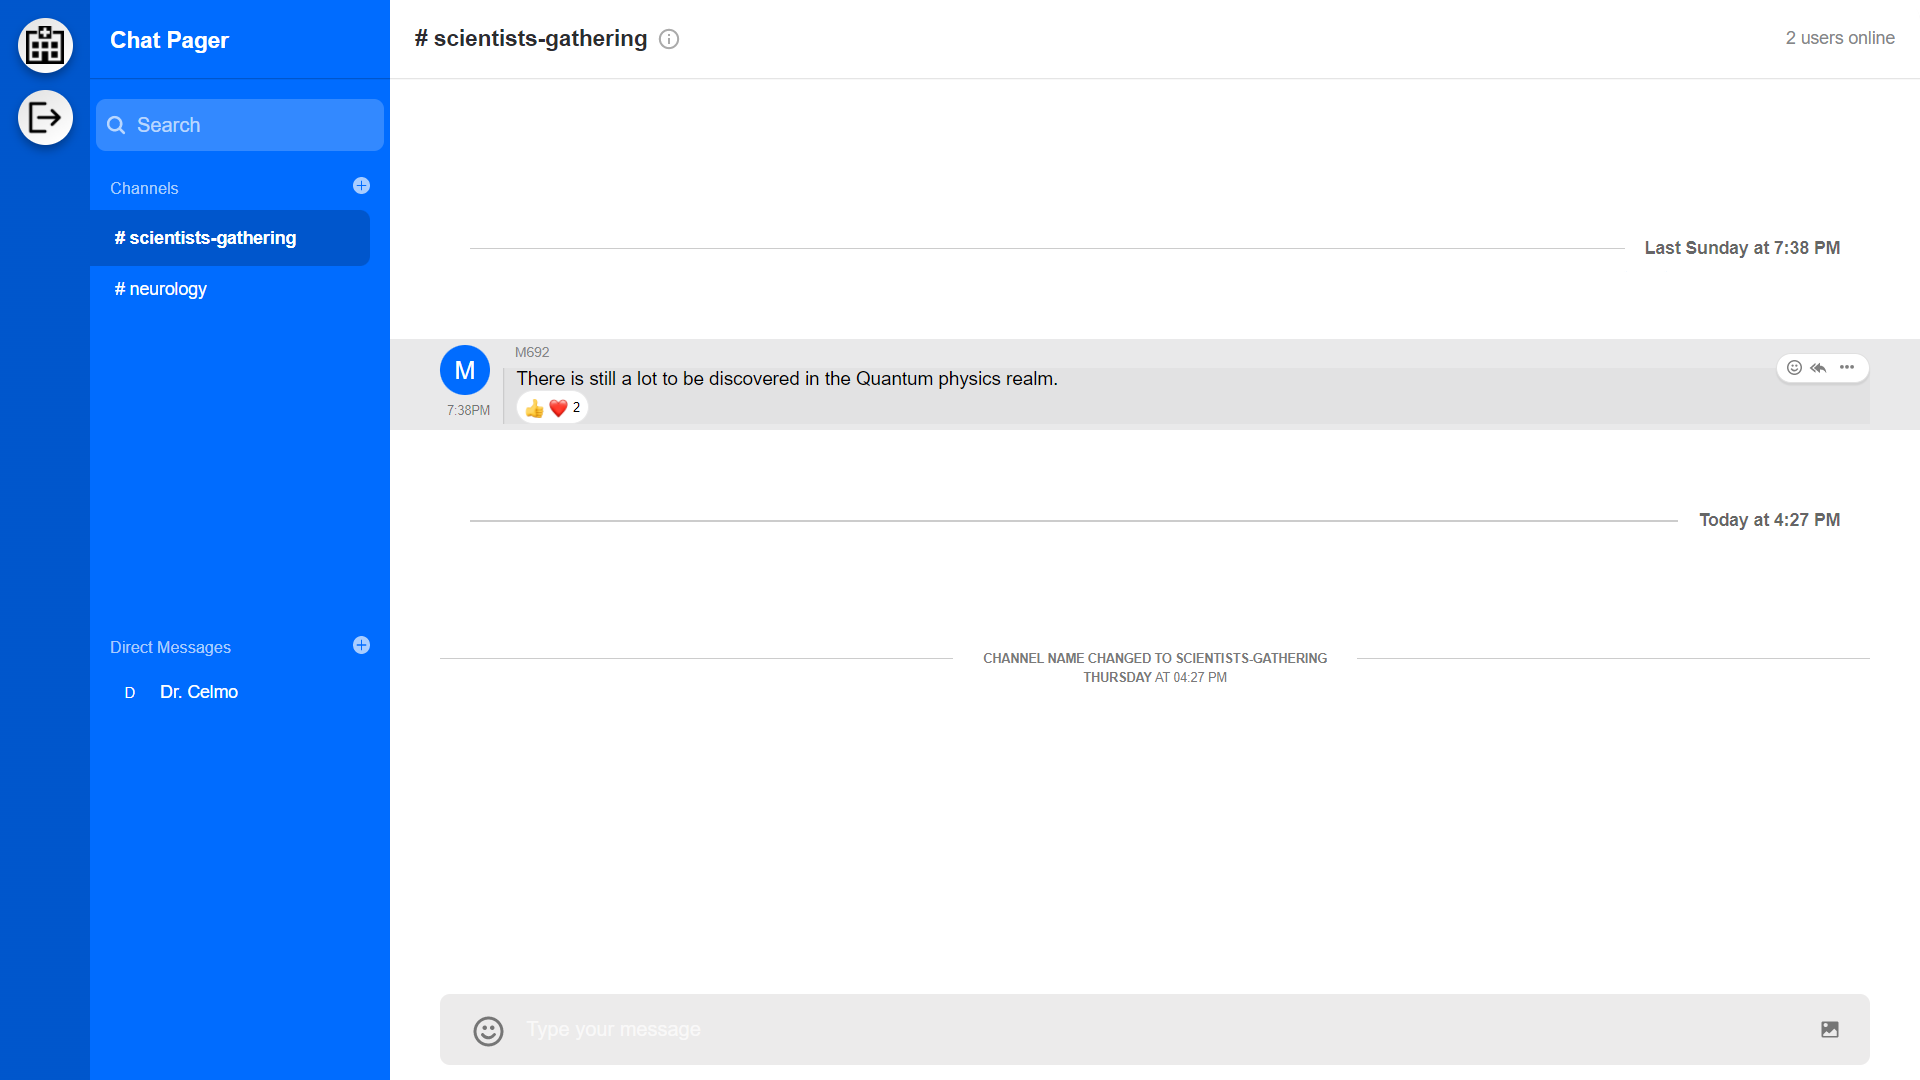 Chat Pager
Search
Channels
# scientists-gathering
# neurology
Direct Messages
D Dr. Celmo
# scientists-gathering
2 users online
Last Sunday at 7:38 PM
M692
M
There is still a lot to be discovered in the Quantum physics realm.
7:38PM
👍❤️ 2
Today at 4:27 PM
CHANNEL NAME CHANGED TO SCIENTISTS-GATHERING
THURSDAY AT 04:27 PM
Type your message